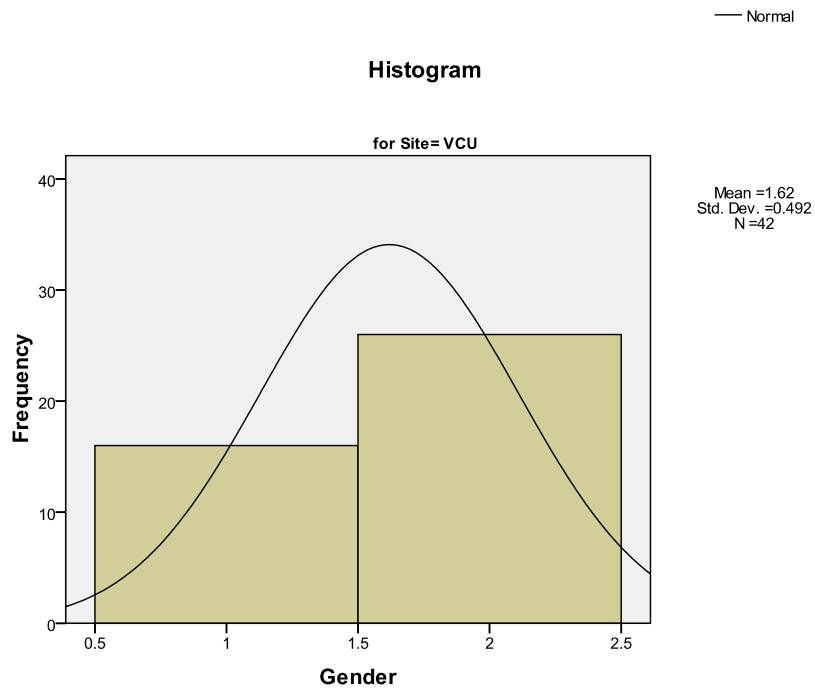 Normal
Histogram
for Site= VCU
40
30
20
10
0
Frequency
Mean =1.62
Std. Dev. =0.492
N =42
0.5 1 1.5 2 2.5
Gender